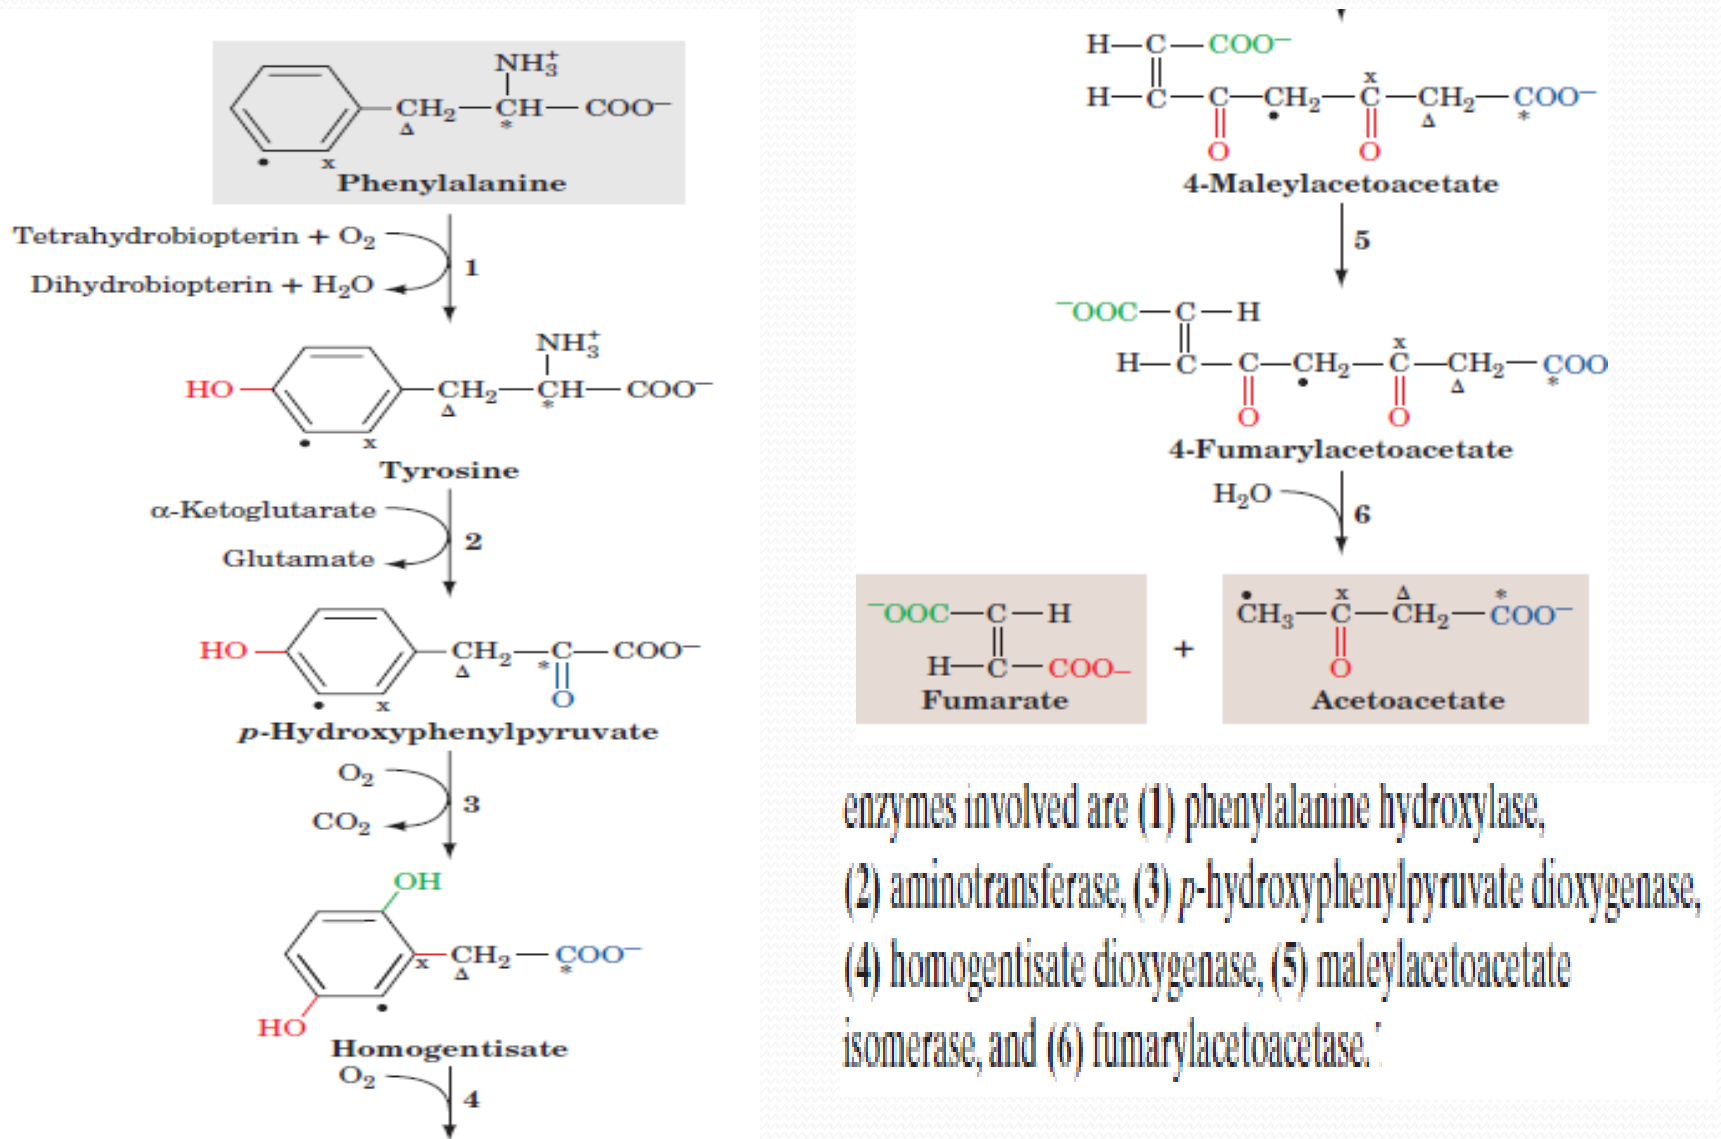 NH3+
CH2—CH—COO−
Δ
*
•
x
Phenylalanine
Tetrahydrobiopterin + O2
1
Dihydrobiopterin + H2O
NH3+
HO
CH2—CH—COO−
Δ
*
•
x
Tyrosine
α-Ketoglutarate
2
Glutamate
HO
CH2—C—COO−
Δ
*
O
•
x
p-Hydroxyphenylpyruvate
O2
3
CO2
OH
x
CH2—COO−
Δ
*
•
HO
Homogentisate
O2
4
H—C—COO−
x
H—C—C—CH2—C—CH2—COO−
•
Δ
*
O
O
4-Maleylacetoacetate
5
−OOC—C—H
x
H—C—C—CH2—C—CH2—COO
•
Δ
*
O
O
4-Fumarylacetoacetate
H2O
6
−OOC—C—H
H—C—COO−
Fumarate
+
•
x
Δ
*
CH3—C—CH2—COO−
O
Acetoacetate
enzymes involved are (1) phenylalanine hydroxylase,
(2) aminotransferase, (3) p-hydroxyphenylpyruvate dioxygenase,
(4) homogentisate dioxygenase, (5) maleylacetoacetate
isomerase, and (6) fumarylacetoacetase.